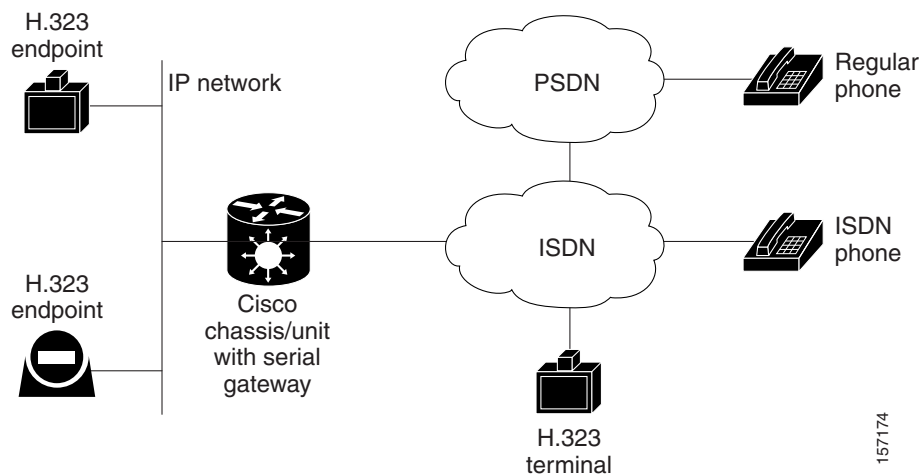 H.323
endpoint
IP network
PSDN
Regular
phone
H.323
endpoint
Cisco
chassis/unit
with serial
gateway
ISDN
ISDN
phone
H.323
terminal
157174